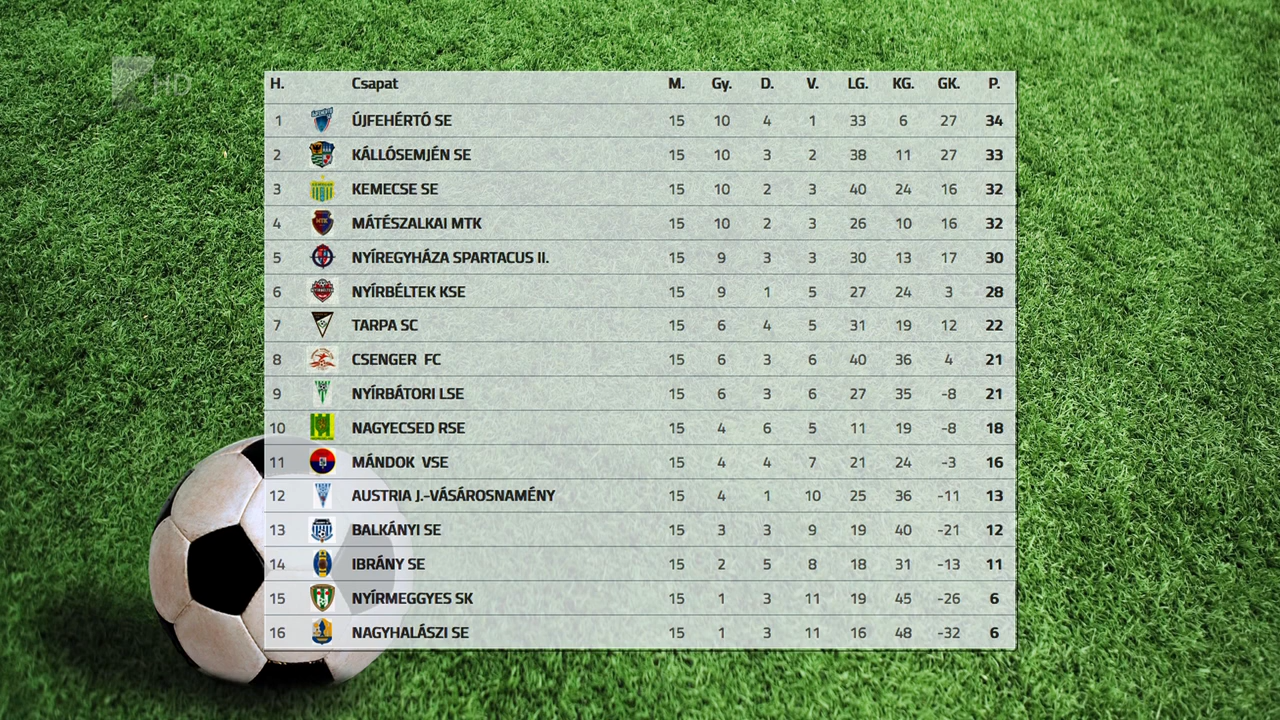 HD
H. Csapat M. Gy. D. V. LG. KG. GK. P.
1 ÚJFEHÉRTÓ SE 15 10 4 1 33 6 27 34
2 KÁLLÓSEMJÉN SE 15 10 3 2 38 11 27 33
3 KEMECSE SE 15 10 2 3 40 24 16 32
4 MÁTÉSZALKAI MTK 15 10 2 3 26 10 16 32
5 NYÍREGYHÁZA SPARTACUS II. 15 9 3 3 30 13 17 30
6 NYÍRBÉLTEK KSE 15 9 1 5 27 24 3 28
7 TARPA SC 15 6 4 5 31 19 12 22
8 CSENGER FC 15 6 3 6 40 36 4 21
9 NYÍRBÁTORI LSE 15 6 3 6 27 35 -8 21
10 NAGYECSED RSE 15 4 6 5 11 19 -8 18
11 MÁNDOK VSE 15 4 4 7 21 24 -3 16
12 AUSTRIA J.-VÁSÁROSNAMÉNY 15 4 1 10 25 36 -11 13
13 BALKÁNYI SE 15 3 3 9 19 40 -21 12
14 IBRÁNY SE 15 2 5 8 18 31 -13 11
15 NYÍRMEGGYES SK 15 1 3 11 19 45 -26 6
16 NAGYHALÁSZI SE 15 1 3 11 16 48 -32 6